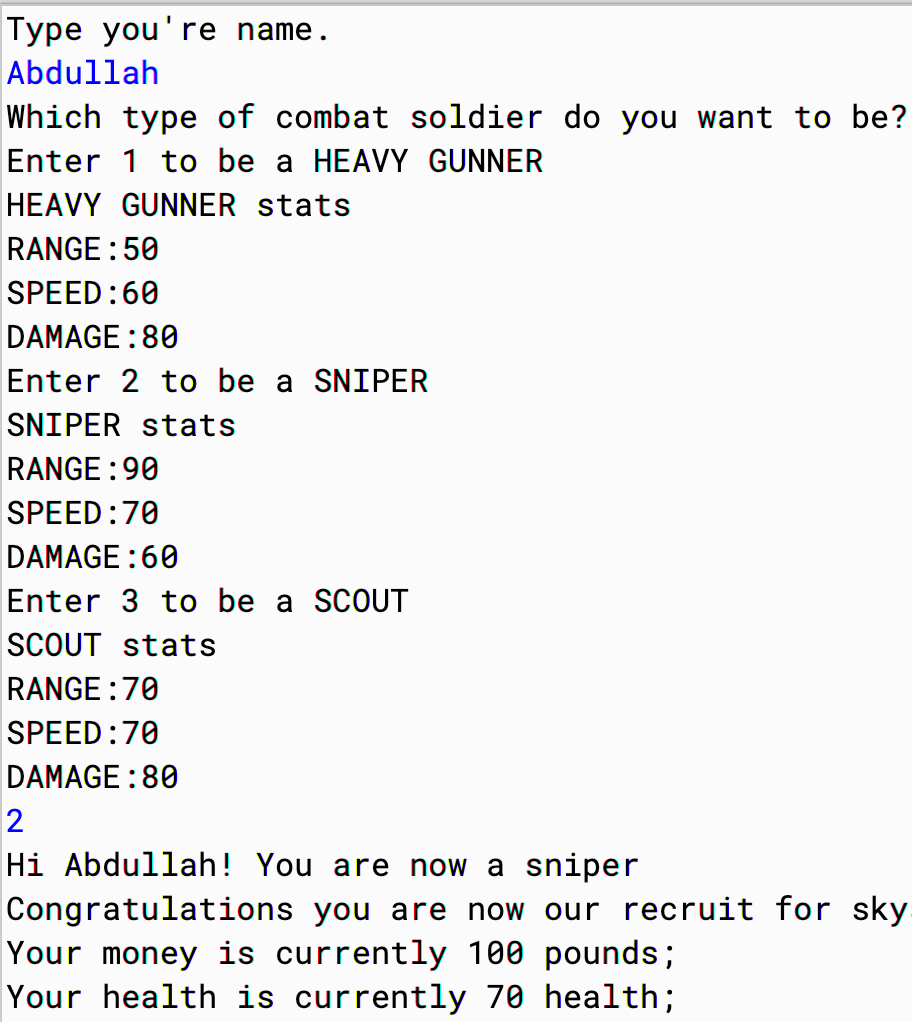 Type you're name.
Abdullah
Which type of combat soldier do you want to be?
Enter 1 to be a HEAVY GUNNER
HEAVY GUNNER stats
RANGE:50
SPEED:60
DAMAGE:80
Enter 2 to be a SNIPER
SNIPER stats
RANGE:90
SPEED:70
DAMAGE:60
Enter 3 to be a SCOUT
SCOUT stats
RANGE:70
SPEED:70
DAMAGE:80
2
Hi Abdullah! You are now a sniper
Congratulations you are now our recruit for
Your money is currently 100 pounds;
Your health is currently 70 health;